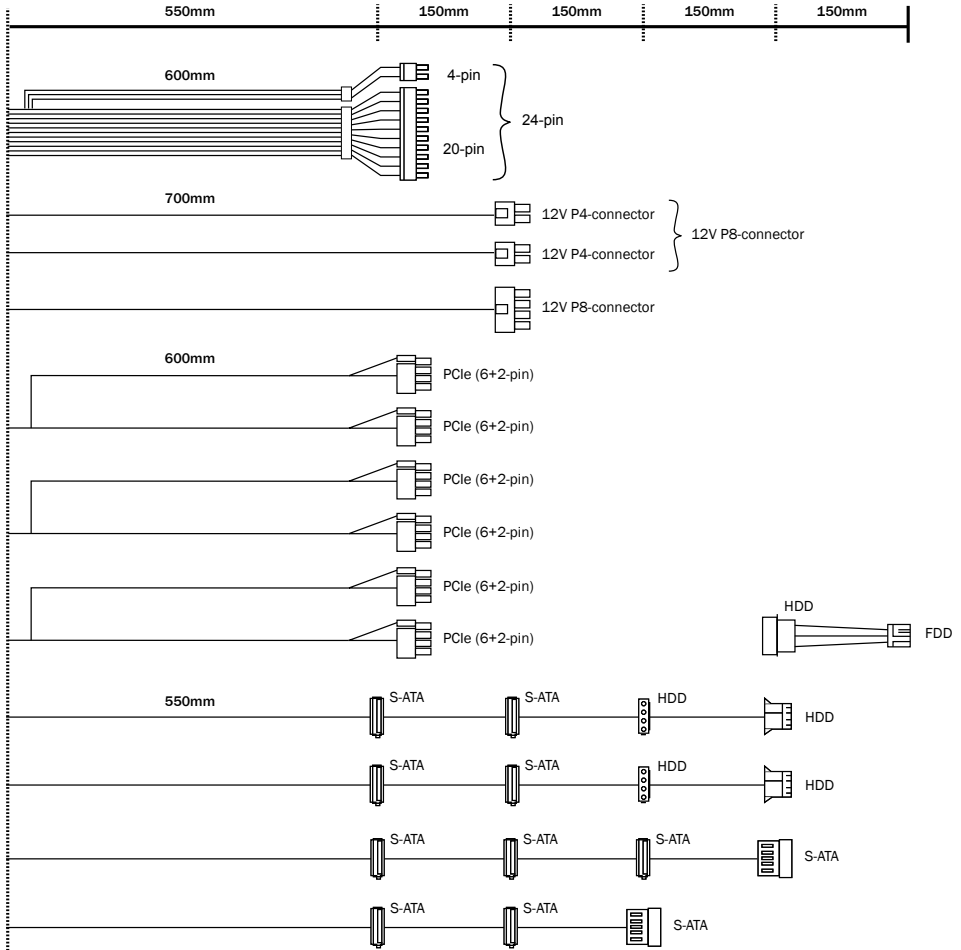 550mm 150mm 150mm 150mm 150mm
600mm 4-pin
24-pin
20-pin
700mm
12V P4-connector
12V P8-connector
12V P4-connector
12V P8-connector
600mm
PCIe (6+2-pin)
PCIe (6+2-pin)
PCIe (6+2-pin)
PCIe (6+2-pin)
PCIe (6+2-pin)
HDD
FDD
PCIe (6+2-pin)
550mm S-ATA S-ATA HDD
HDD
S-ATA S-ATA HDD
HDD
S-ATA S-ATA S-ATA
S-ATA
S-ATA S-ATA
S-ATA